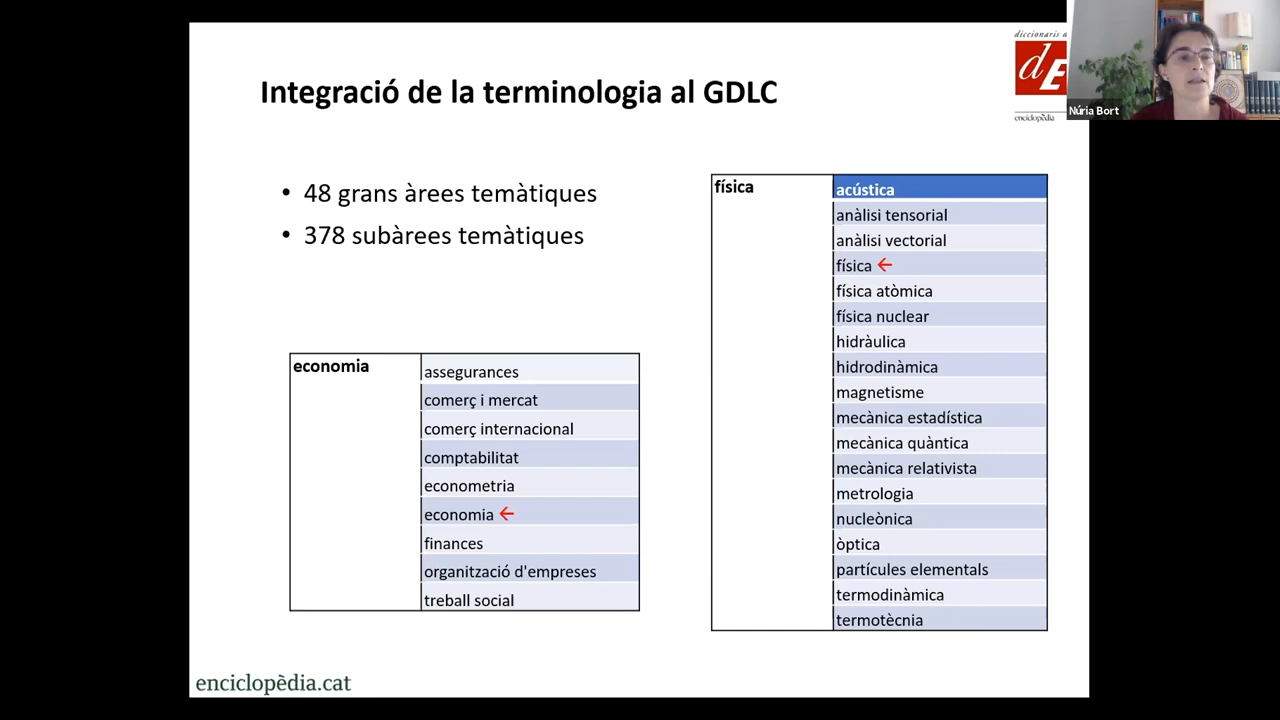 Integració de la terminologia al GDLC
diccionaris
dE
enciclopèdia
Núria Bort
• 48 grans àrees temàtiques
• 378 subàrees temàtiques
economia
assegurances
comerç i mercat
comerç internacional
comptabilitat
econometria
economia ←
finances
organització d'empreses
treball social
física
acústica
anàlisi tensorial
anàlisi vectorial
física ←
física atòmica
física nuclear
hidràulica
hidrodinàmica
magnetisme
mecànica estadística
mecànica quàntica
mecànica relativista
metrologia
nucleònica
òptica
partícules elementals
termodinàmica
termotècnia
enciclopèdia.cat